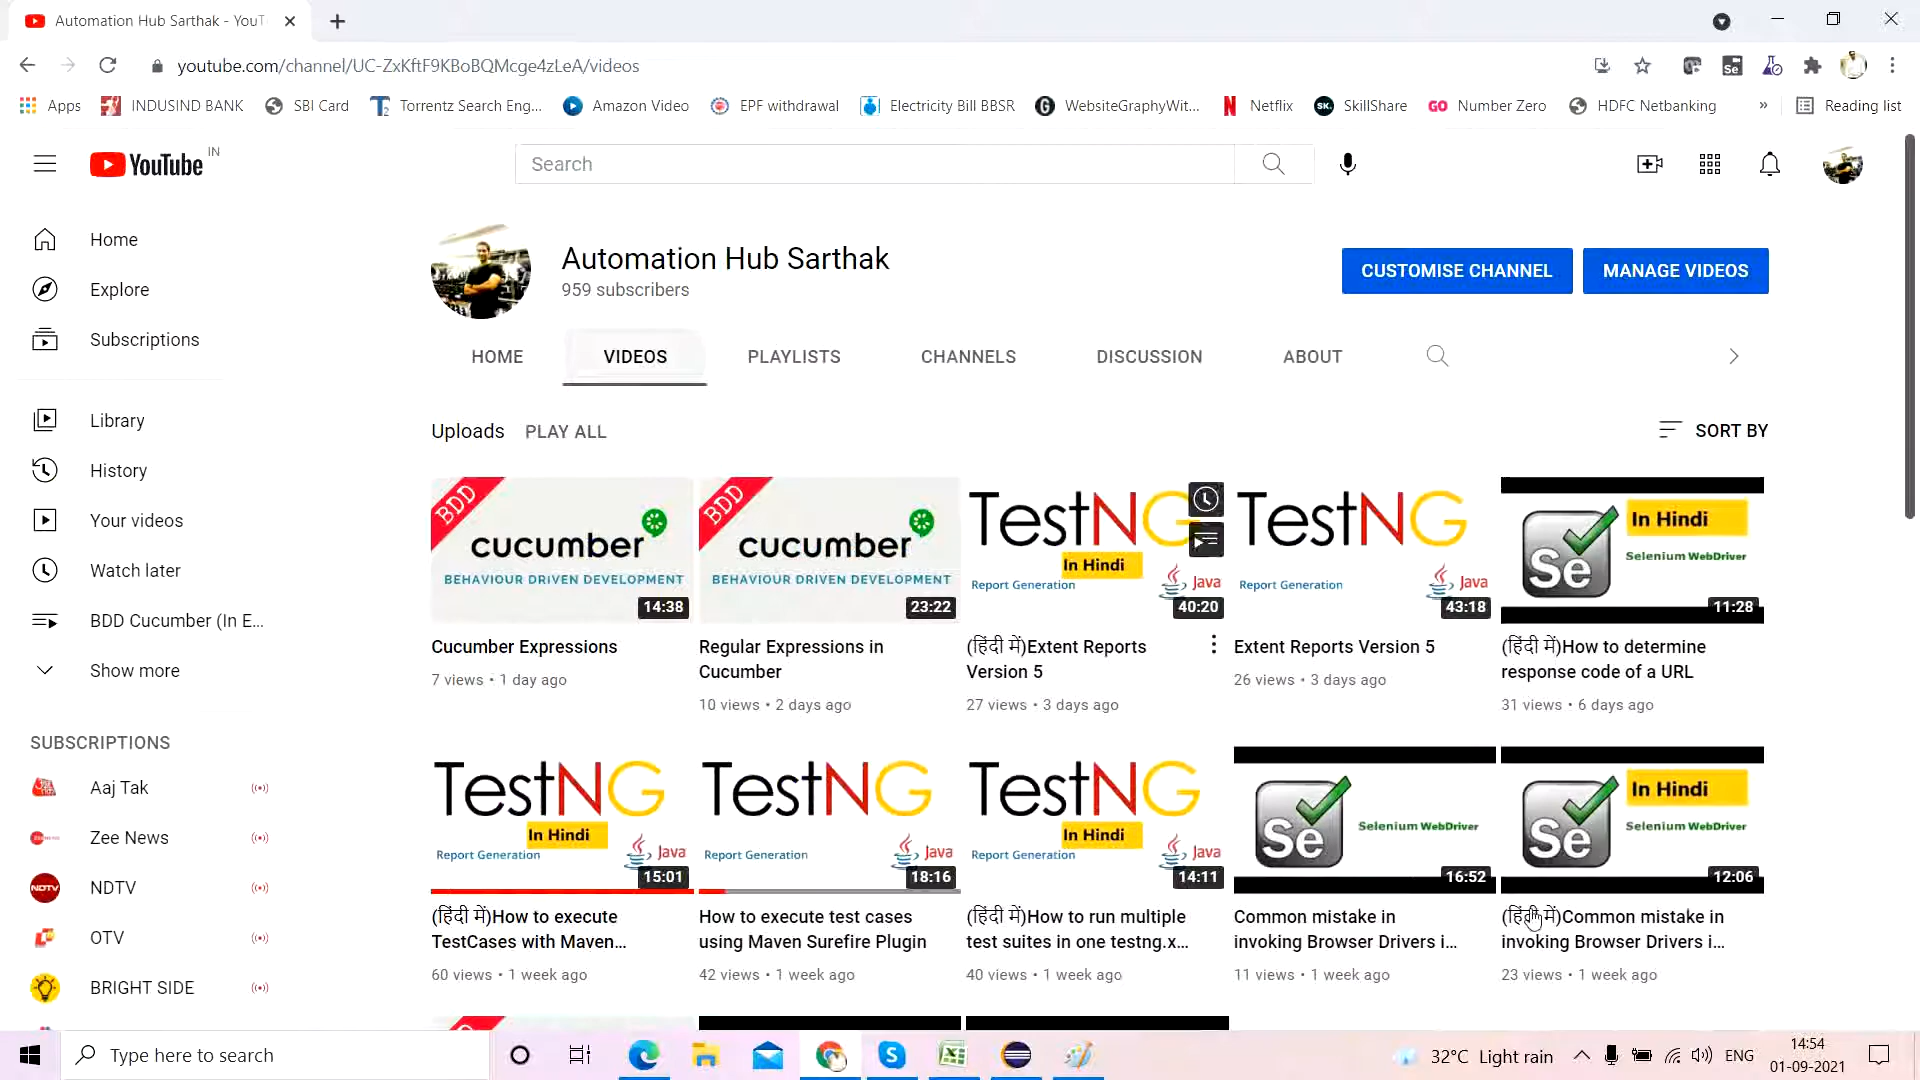 Automation Hub Sarthak - YouT
youtube.com/channel/UC-ZxKftF9KBoBQMcge4zLeA/videos
Apps INDUSIND BANK SBI Card Torrentz Search Eng... Amazon Video EPF withdrawal Electricity Bill BBSR WebsiteGraphyWit... Netflix SkillShare Number Zero HDFC Netbanking » Reading list
YouTube IN
Search
Home
Explore
Subscriptions
Library
History
Your videos
Watch later
BDD Cucumber (In E...
Show more
SUBSCRIPTIONS
Aaj Tak
Zee News
NDTV
OTV
BRIGHT SIDE
Automation Hub Sarthak
959 subscribers
CUSTOMISE CHANNEL MANAGE VIDEOS
HOME VIDEOS PLAYLISTS CHANNELS DISCUSSION ABOUT
Uploads PLAY ALL SORT BY
BDD
cucumber
BEHAVIOUR DRIVEN DEVELOPMENT
14:38
Cucumber Expressions
7 views • 1 day ago
BDD
cucumber
BEHAVIOUR DRIVEN DEVELOPMENT
23:22
Regular Expressions in
Cucumber
10 views • 2 days ago
TestNG
In Hindi
Report Generation
Java
40:20
(हिंदी में)Extent Reports
Version 5
27 views • 3 days ago
TestNG
Report Generation
Java
43:18
Extent Reports Version 5
26 views • 3 days ago
In Hindi
Se
Selenium WebDriver
11:28
(हिंदी में)How to determine
response code of a URL
31 views • 6 days ago
TestNG
In Hindi
Report Generation
Java
15:01
(हिंदी में)How to execute
TestCases with Maven...
60 views • 1 week ago
TestNG
Report Generation
Java
18:16
How to execute test cases
using Maven Surefire Plugin
42 views • 1 week ago
TestNG
In Hindi
Report Generation
Java
14:11
(हिंदी में)How to run multiple
test suites in one testng.x...
40 views • 1 week ago
Se
Selenium WebDriver
16:52
Common mistake in
invoking Browser Drivers i...
11 views • 1 week ago
In Hindi
Se
Selenium WebDriver
12:06
(हिंदी में)Common mistake in
invoking Browser Drivers i...
23 views • 1 week ago
Type here to search
32°C Light rain
ENG
14:54
01-09-2021